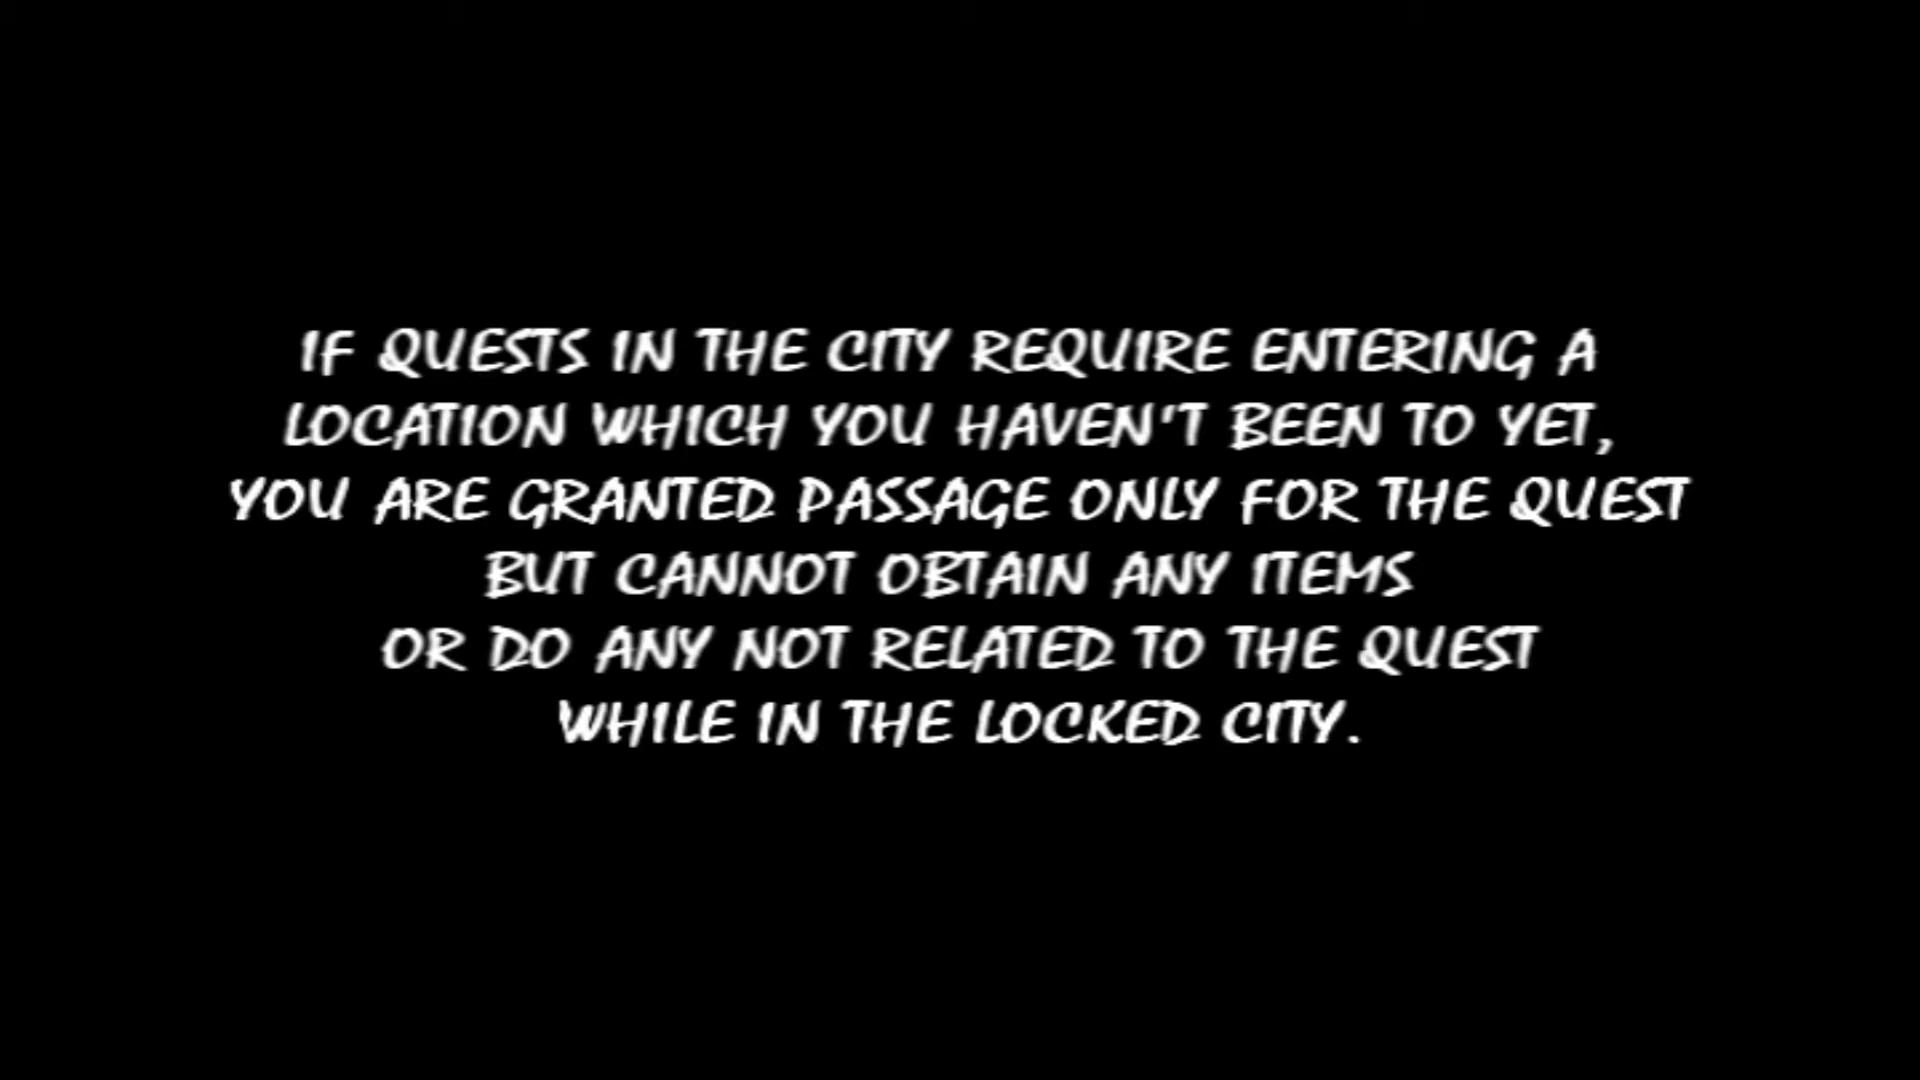 IF QUESTS IN THE CITY REQUIRE ENTERING A
LOCATION WHICH YOU HAVEN'T BEEN TO YET,
YOU ARE GRANTED PASSAGE ONLY FOR THE QUEST
BUT CANNOT OBTAIN ANY ITEMS
OR DO ANY NOT RELATED TO THE QUEST
WHILE IN THE LOCKED CITY.